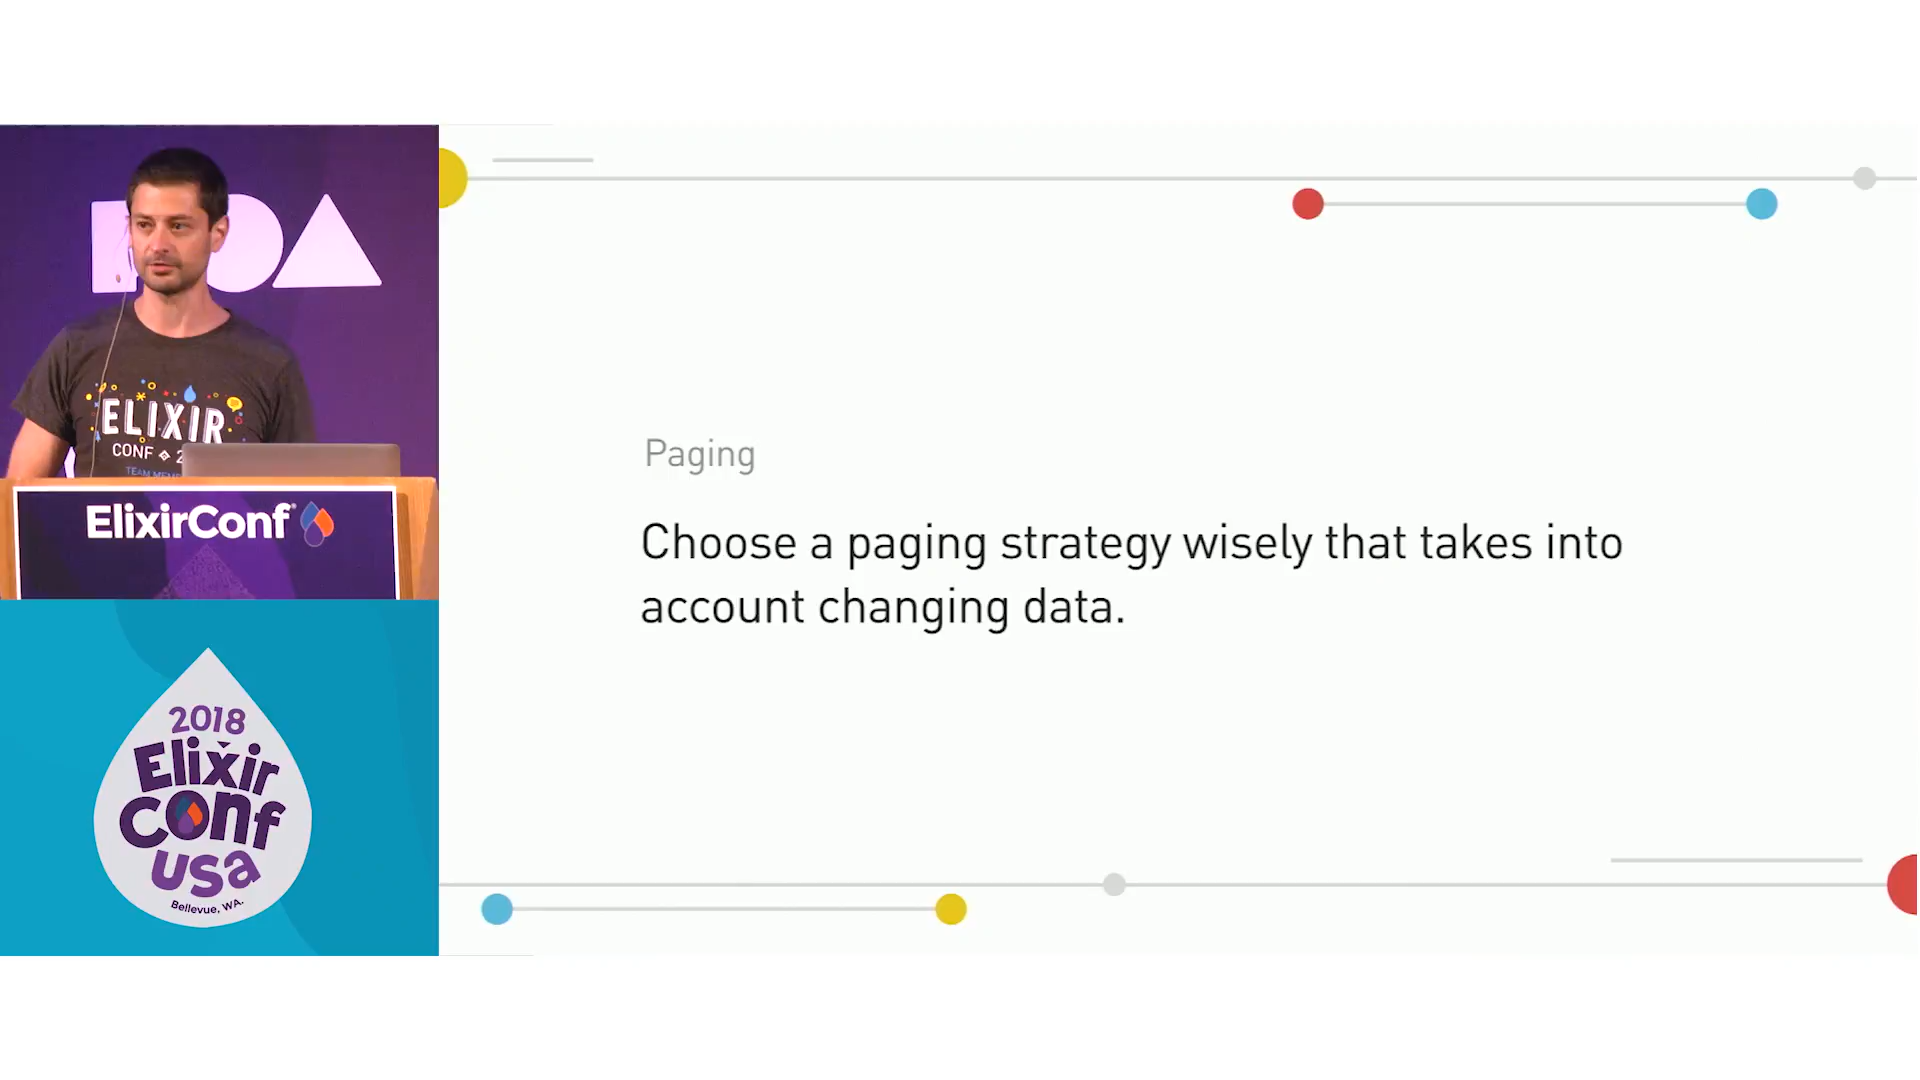 ELIXIR
CONF
ElixirConf
2018
Elixir
Conf
USA
Bellevue, WA.
Paging
Choose a paging strategy wisely that takes into
account changing data.